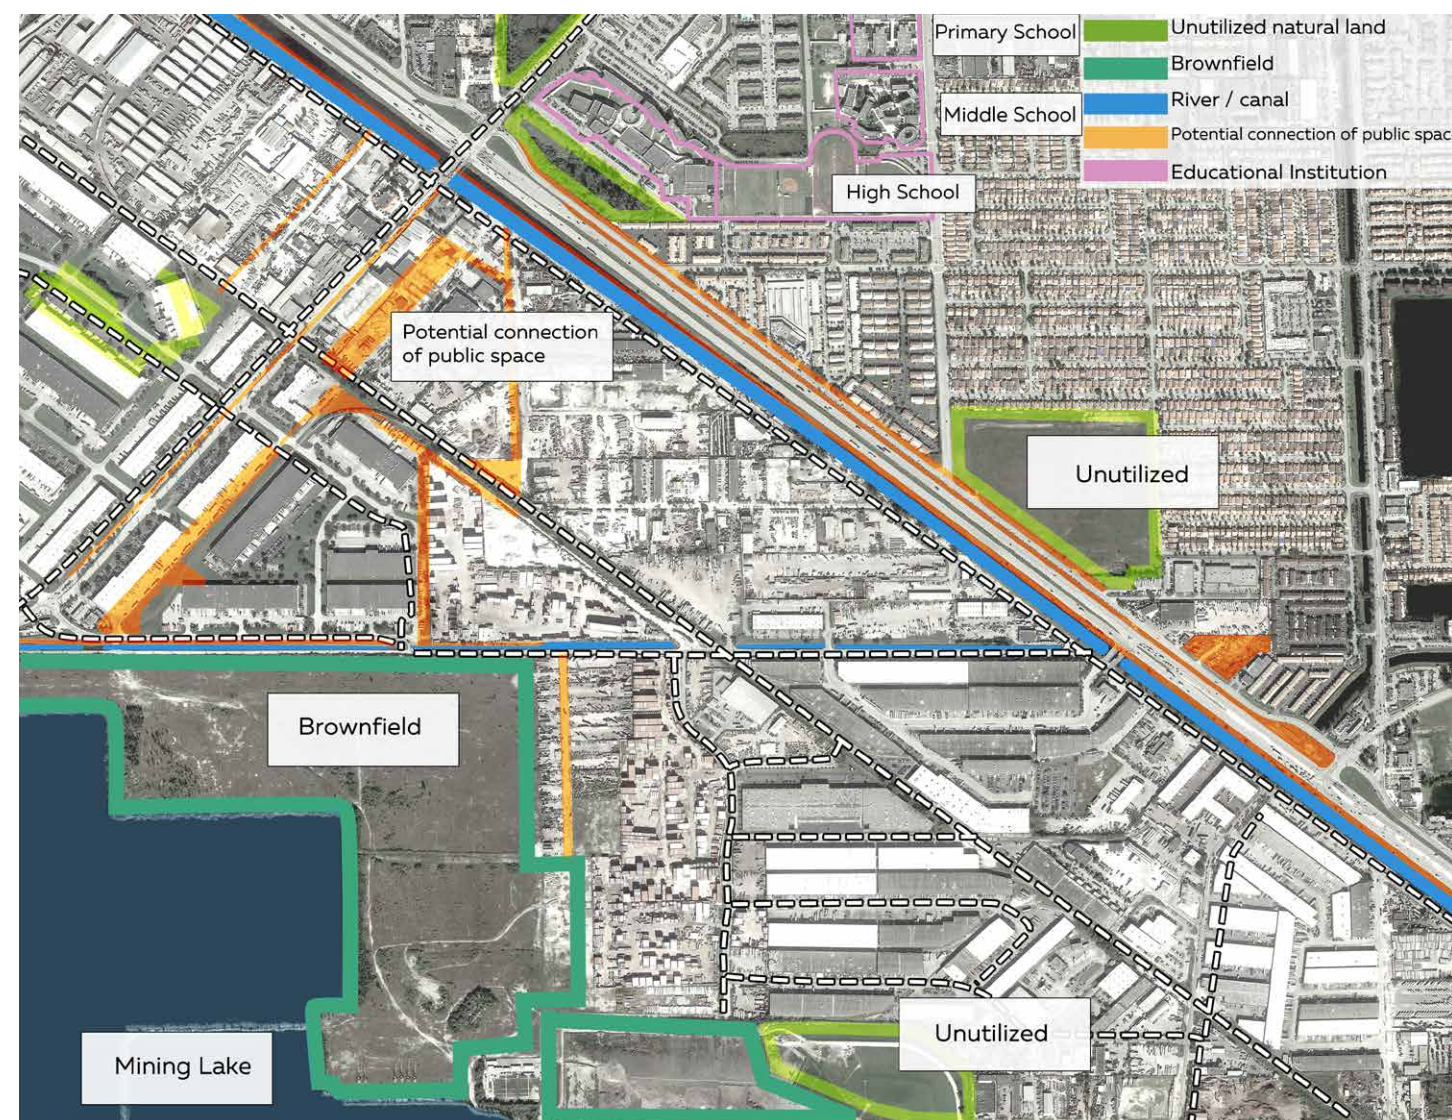 Primary School
Unutilized natural land
Brownfield
Middle School
River / canal
Potential connection of public spac
High School
Educational Institution
Potential connection
of public space
Unutilized
Brownfield
Unutilized
Mining Lake